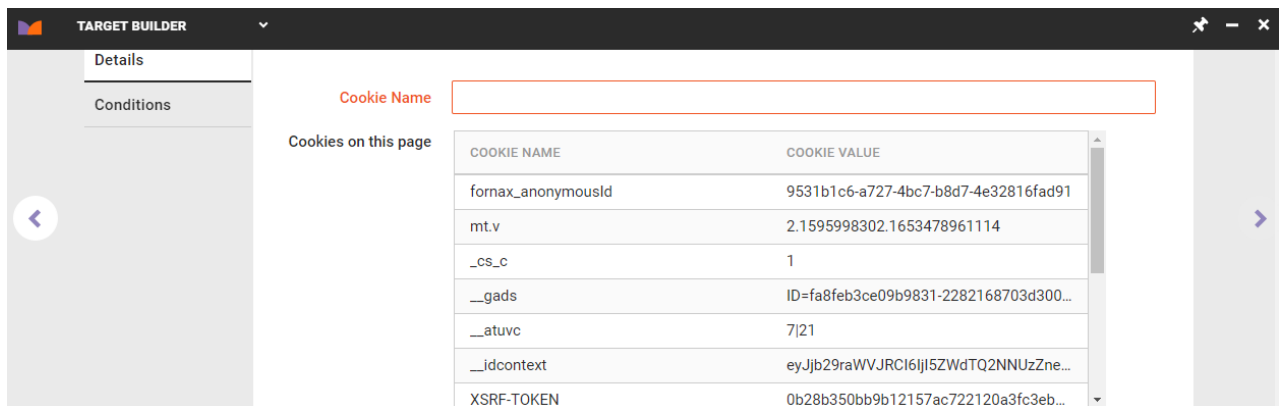 TARGET BUILDER
Details
Conditions
Cookie Name
Cookies on this page
COOKIE NAME COOKIE VALUE
fornax_anonymousId 9531b1c6-a727-4bc7-b8d7-4e32816fad91
mt.v 2.1595998302.1653478961114
_cs_c 1
__gads ID=fa8feb3ce09b9831-2282168703d300...
__atuvc 7|21
__idcontext eyJjb29raWVJRCI6IjI5ZWdTQ2NNUzZne...
XSRF-TOKEN 0b28b350bb9b12157ac722120a3fc3eb...